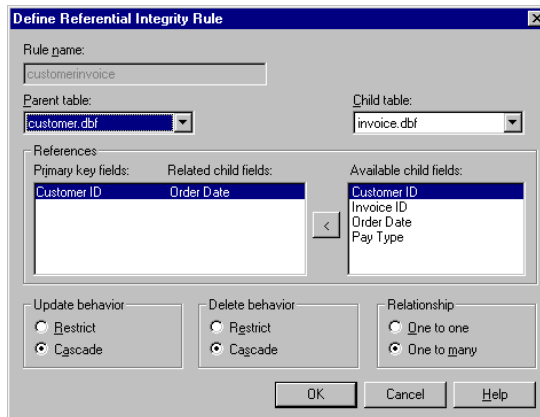 Define Referential Integrity Rule
Rule name:
customerinvoice
Parent table:
Child table:
customer.dbf
invoice.dbf
References
Primary key fields:
Related child fields:
Available child fields:
Customer ID
Order Date
<
Customer ID
Invoice ID
Order Date
Pay Type
Update behavior
Restrict
Cascade
Delete behavior
Restrict
Cascade
Relationship
One to one
One to many
OK
Cancel
Help